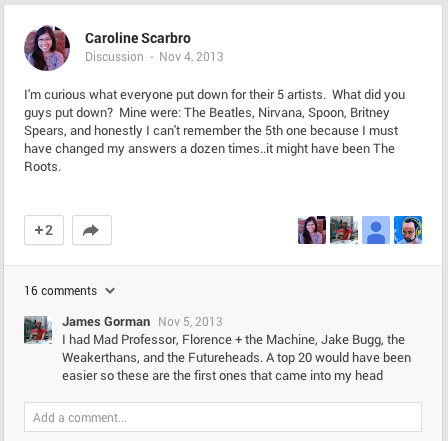 Caroline Scarbro
Discussion - Nov 4, 2013
I'm curious what everyone put down for their 5 artists. What did you
guys put down? Mine were: The Beatles, Nirvana, Spoon, Britney
Spears, and honestly I can't remember the 5th one because I must
have changed my answers a dozen times..it might have been The
Roots.
+2
16 comments
James Gorman Nov 5, 2013
I had Mad Professor, Florence + the Machine, Jake Bugg, the
Weakerthans, and the Futureheads. A top 20 would have been
easier so these are the first ones that came into my head
Add a comment...